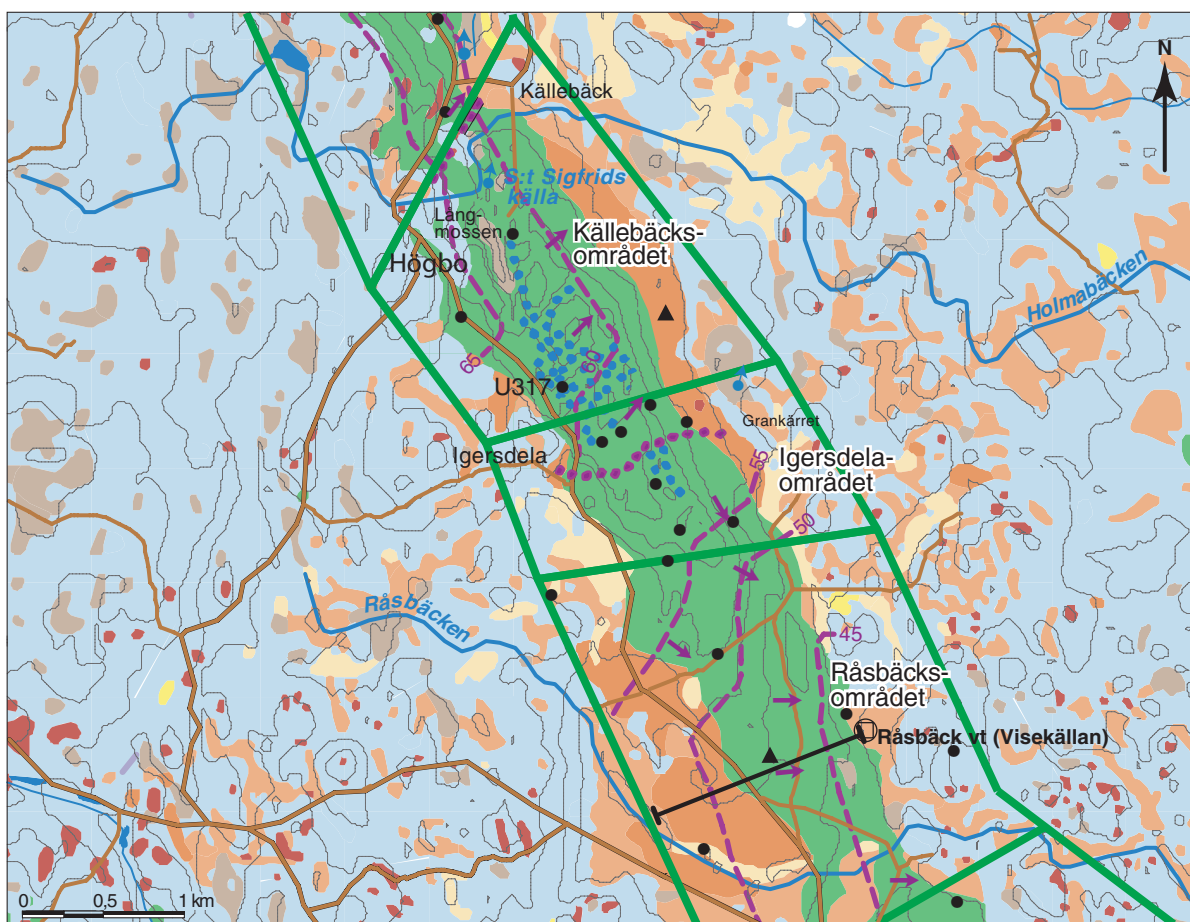 N
Källebäck
S:t Sigfrids
källa
Lång-
mossen
Källebäcks-
området
Högbo
Holmabäcken
65
60
U317
Grankärret
Igersdela
Igersdela-
området
55
50
Råsbäcken
45
Råsbäcks-
området
Råsbäck vt (Visekällan)
0 0,5 1 km